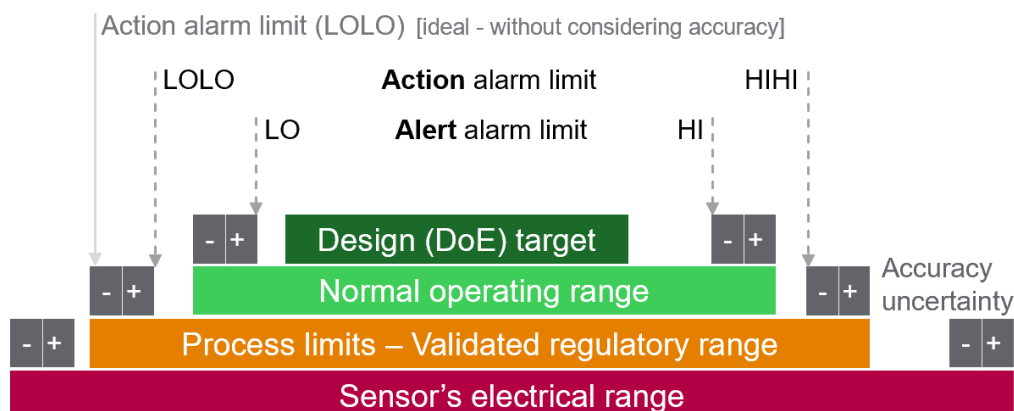 Action alarm limit (LOLO) [ideal - without considering accuracy]
LOLO Action alarm limit HIHI
LO Alert alarm limit HI
- + Design (DoE) target - +
- + Normal operating range - + Accuracy
uncertainty
- + Process limits – Validated regulatory range - +
Sensor’s electrical range